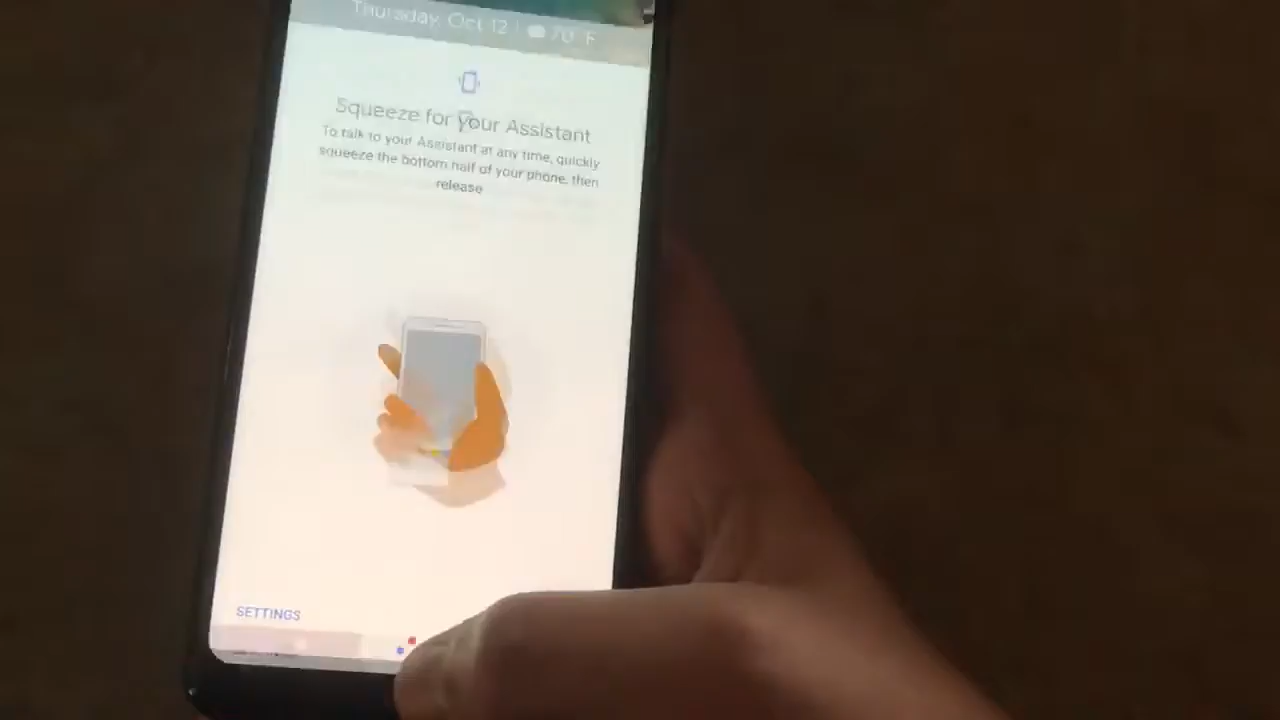 Thursday, Oct 12 | 70°F
Squeeze for your Assistant
To talk to your Assistant at any time, quickly
squeeze the bottom half of your phone, then
release
SETTINGS